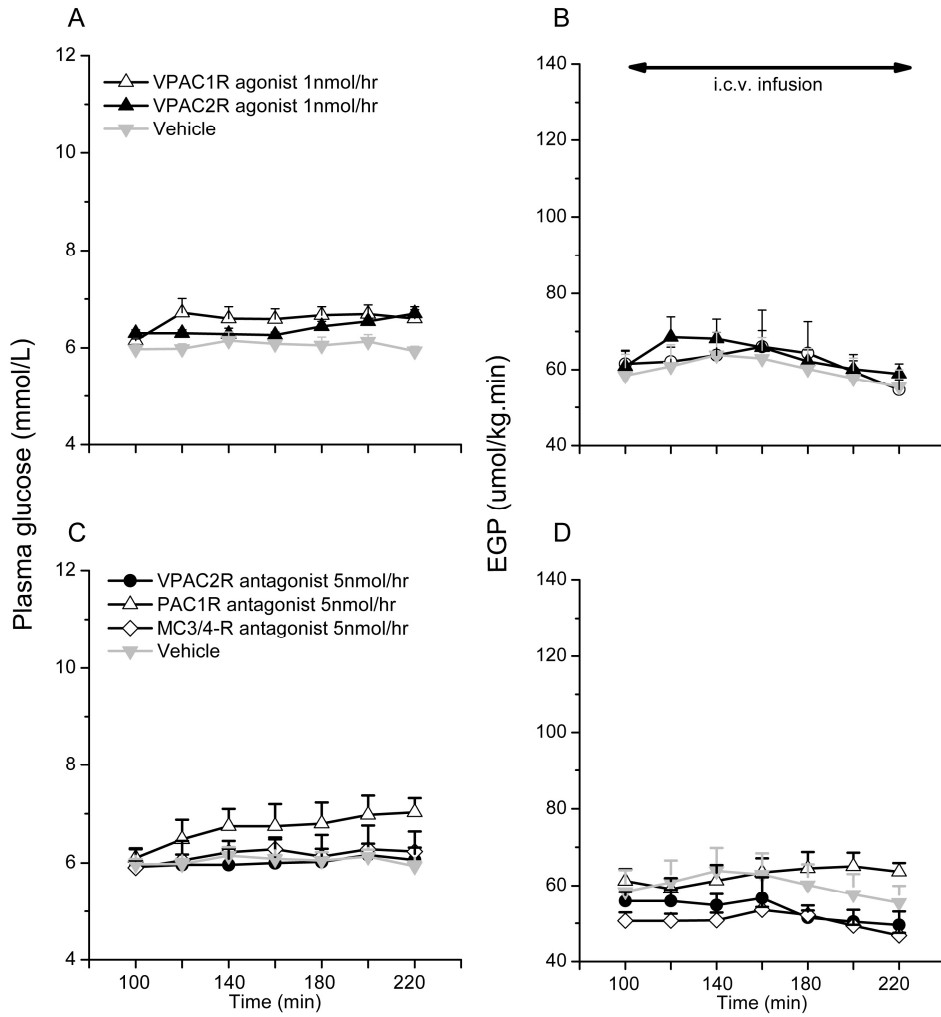 A
12
10
8
6
4
Plasma glucose (mmol/L)
VPAC1R agonist 1nmol/hr
VPAC2R agonist 1nmol/hr
Vehicle
B
140
120
100
80
60
40
EGP (umol/kg.min)
i.c.v. infusion
C
12
10
8
6
4
VPAC2R antagonist 5nmol/hr
PAC1R antagonist 5nmol/hr
MC3/4-R antagonist 5nmol/hr
Vehicle
100 140 180 220
Time (min)
D
140
120
100
80
60
40
100 140 180 220
Time (min)